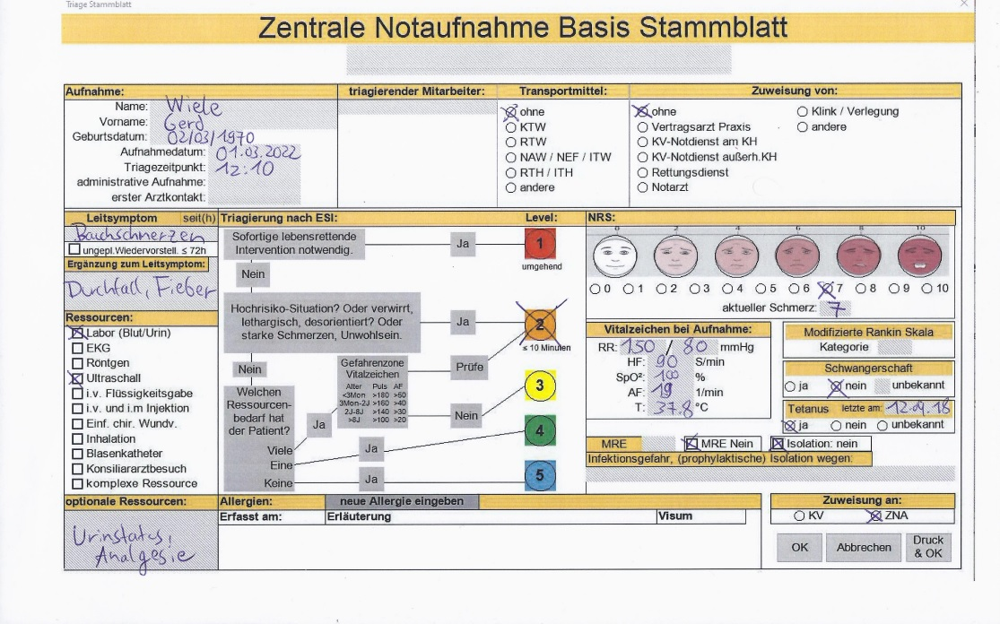 Triage Stammblatt
Zentrale Notaufnahme Basis Stammblatt
Aufnahme:
Name: Wiele
Vorname: Gerd
Geburtsdatum: 02/03/1970
Aufnahmedatum: 01.03.2022
Triagezeitpunkt: 12:10
administrative Aufnahme:
erster Arztkontakt:
triagierender Mitarbeiter:
Transportmittel:
ohne
KTW
RTW
NAW / NEF / ITW
RTH / ITH
andere
Zuweisung von:
ohne
Vertragsarzt Praxis
KV-Notdienst am KH
KV-Notdienst außerh.KH
Rettungsdienst
Notarzt
Klink / Verlegung
andere
Leitsymptom seit(h)
Bauchschmerzen
ungepl.Wiedervorstell. ≤ 72h
Ergänzung zum Leitsymptom:
Durchfall, Fieber
Ressourcen:
Labor (Blut/Urin)
EKG
Röntgen
Ultraschall
i.v. Flüssigkeitsgabe
i.v. und i.m Injektion
Einf. chir. Wundv.
Inhalation
Blasenkatheter
Konsiliararztbesuch
komplexe Ressource
Triagierung nach ESI: Level:
Sofortige lebensrettende
Intervention notwendig.
Ja
1
umgehend
Nein
Hochrisiko-Situation? Oder verwirrt,
lethargisch, desorientiert? Oder
starke Schmerzen, Unwohlsein.
Ja
2
≤ 10 Minuten
Nein
Gefahrenzone
Vitalzeichen
Alter Puls AF
<3Mon >180 >50
3Mon-2J >160 >40
2J-8J >140 >30
>8J >100 >20
Prüfe
Nein
3
Welchen
Ressourcen-
bedarf hat
der Patient?
Ja
Viele
Eine
Keine
Ja
4
Ja
5
NRS:
0 2 4 6 8 10
0 1 2 3 4 5 6 7 8 9 10
aktueller Schmerz: 7
Vitalzeichen bei Aufnahme:
RR: 150 / 80 mmHg
HF: 90 S/min
SpO²: 100 %
AF: 19 1/min
T: 37.8 °C
Modifizierte Rankin Skala
Kategorie
Schwangerschaft
ja nein unbekannt
Tetanus letzte am: 12.04.18
ja nein unbekannt
MRE MRE Nein Isolation: nein
Infektionsgefahr, (prophylaktische) Isolation wegen:
optionale Ressourcen:
Urinstatus,
Analgesie
Allergien: neue Allergie eingeben
Erfasst am: Erläuterung Visum
Zuweisung an:
KV ZNA
OK Abbrechen Druck
& OK